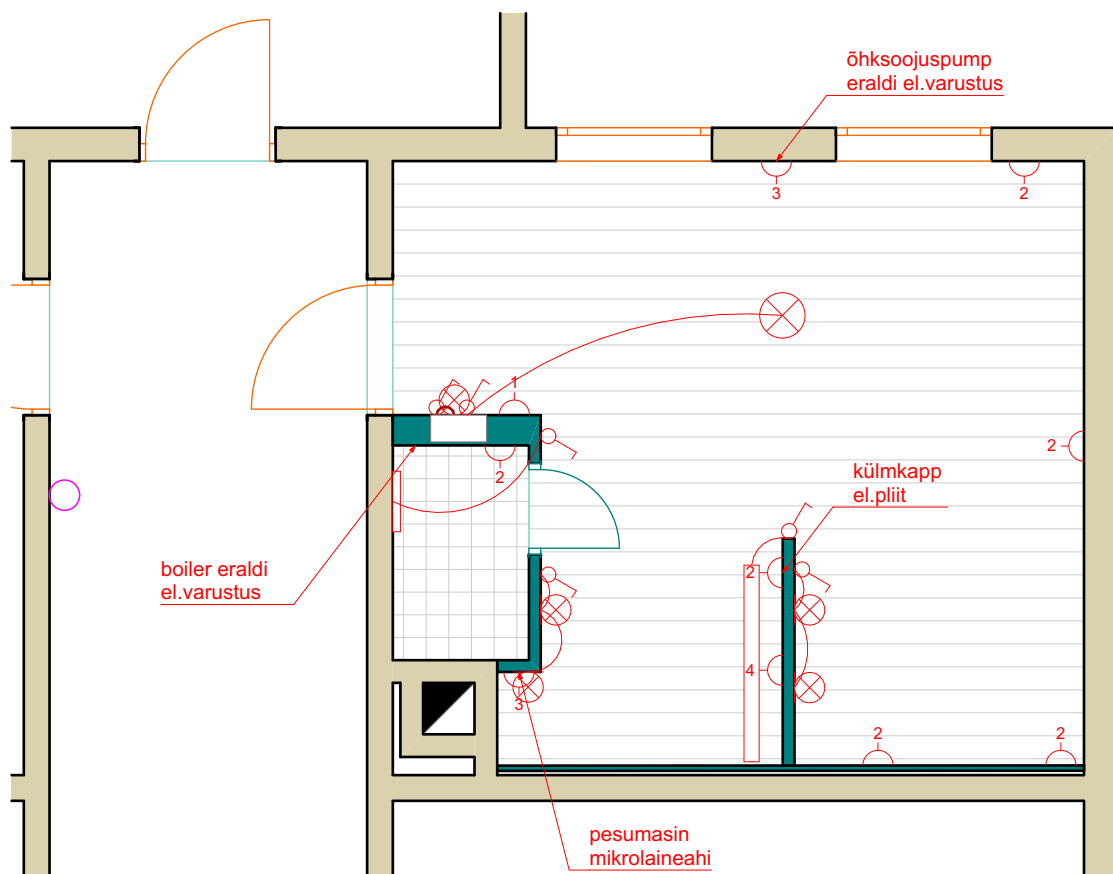 õhksoojuspump
eraldi el.varustus
3
2
1
2
2
külmkapp
el.pliit
boiler eraldi
el.varustus
2
4
3
2
2
pesumasin
mikrolaineahi